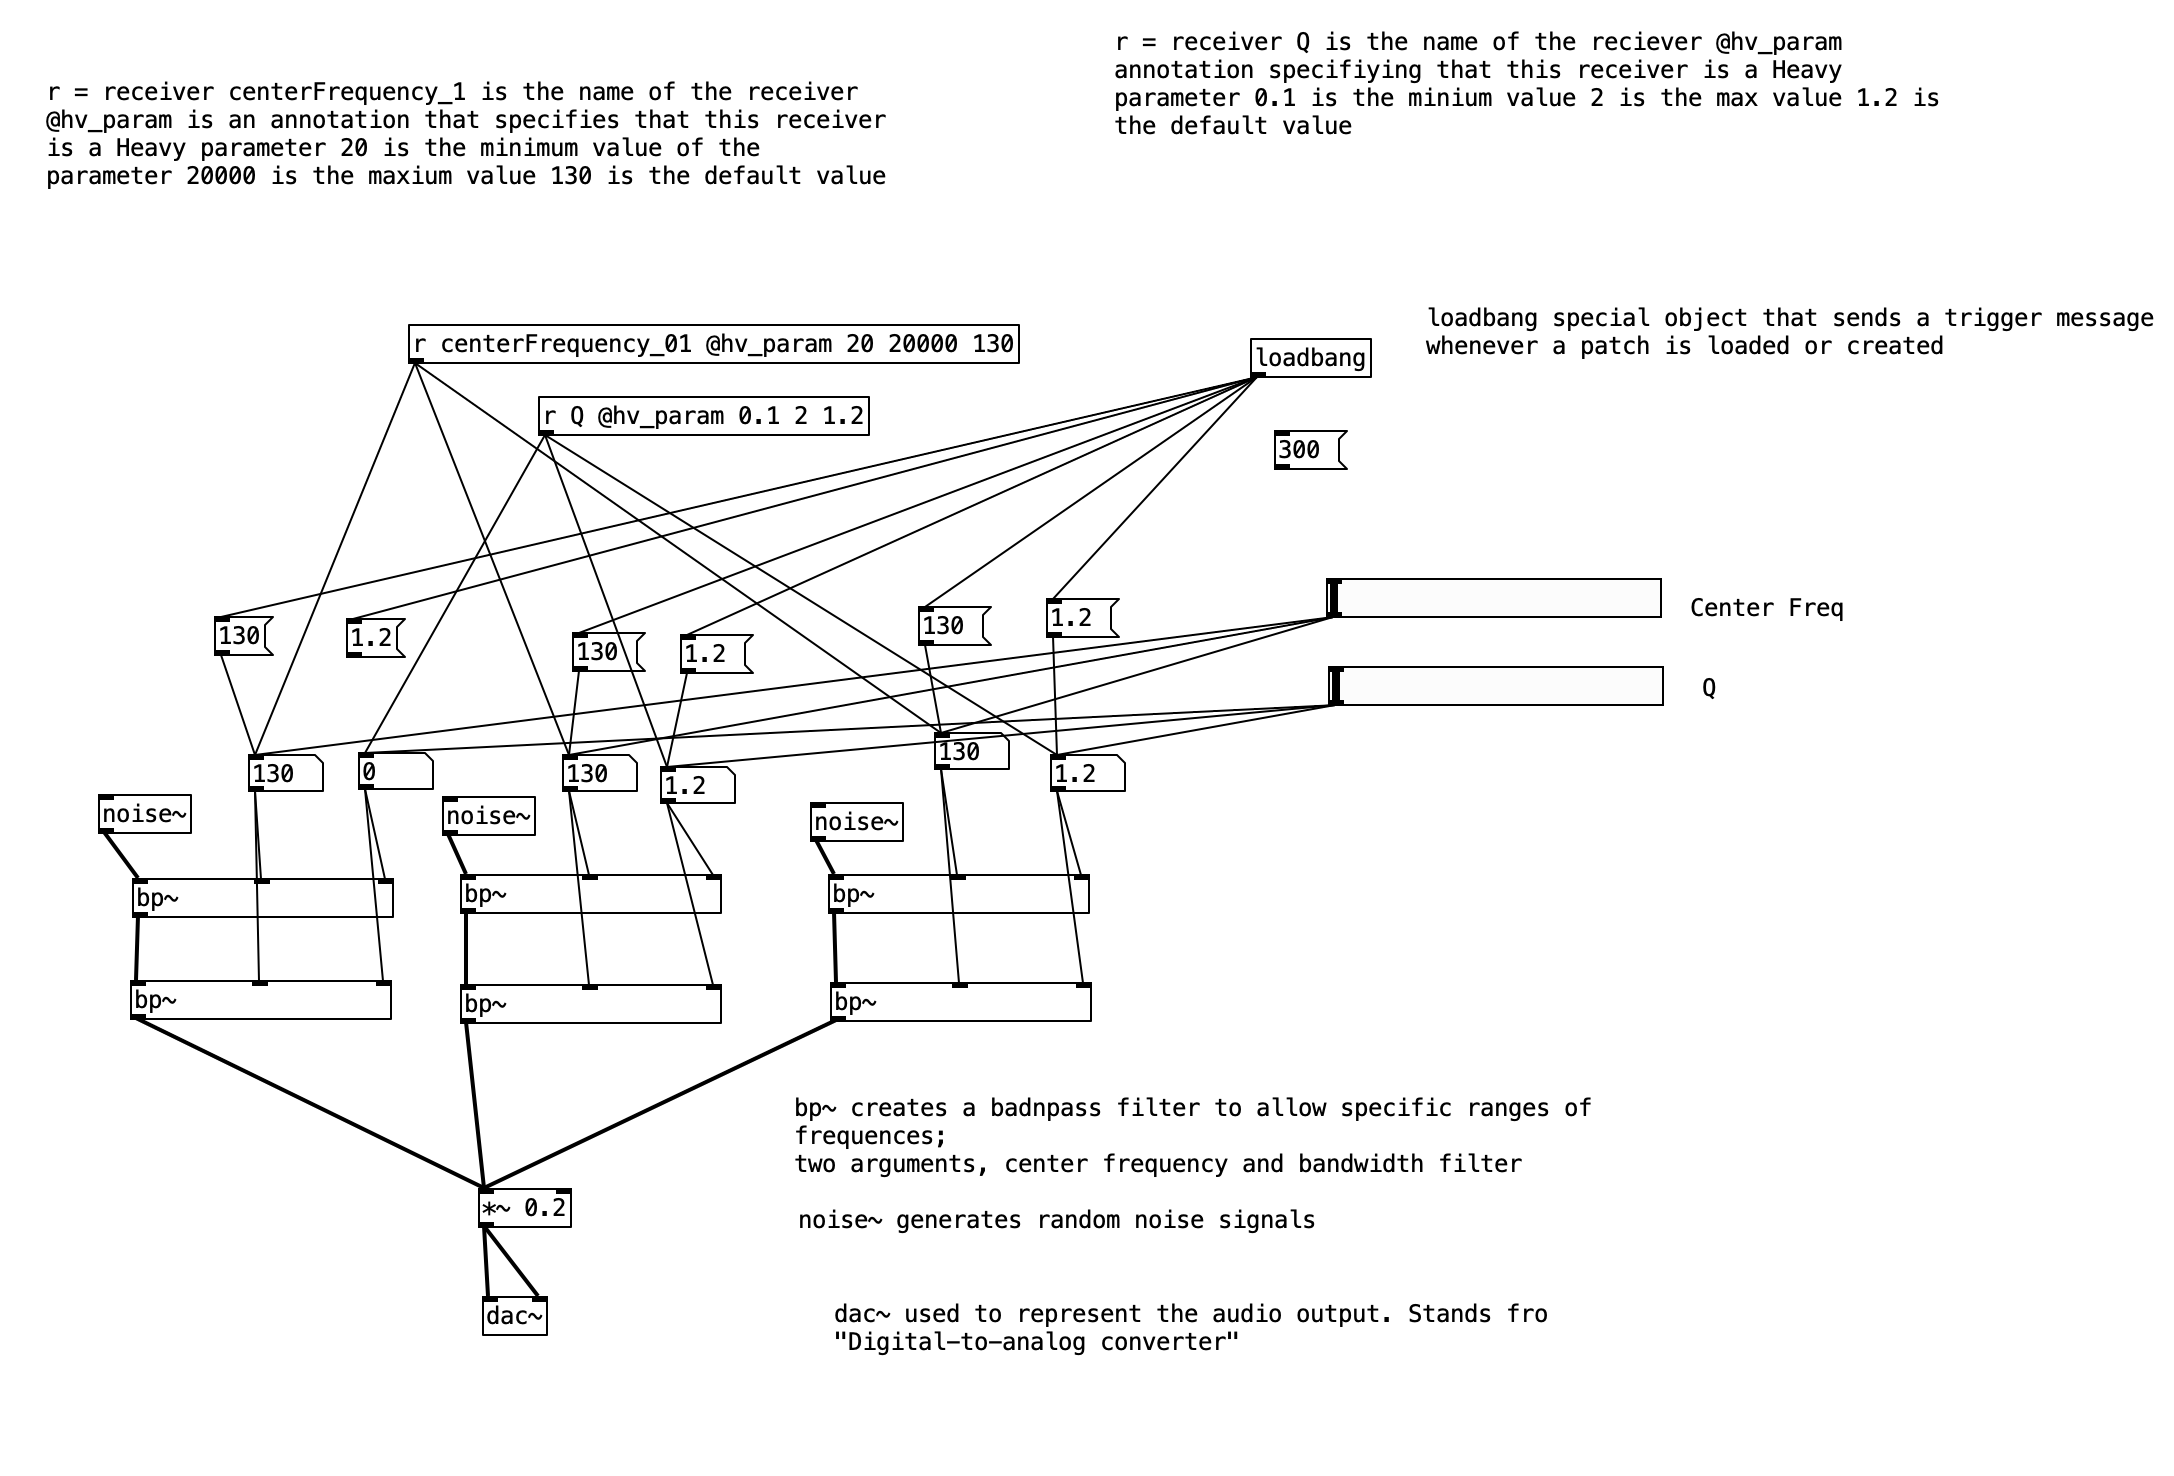 r = receiver Q is the name of the reciever @hv_param
annotation specifiying that this receiver is a Heavy
parameter 0.1 is the minium value 2 is the max value 1.2 is
the default value
r = receiver centerFrequency_1 is the name of the receiver
@hv_param is an annotation that specifies that this receiver
is a Heavy parameter 20 is the minimum value of the
parameter 20000 is the maxium value 130 is the default value
loadbang special object that sends a trigger message
whenever a patch is loaded or created
r centerFrequency_01 @hv_param 20 20000 130
loadbang
r Q @hv_param 0.1 2 1.2
300
Center Freq
130
1.2
130
1.2
130
1.2
Q
130
0
130
1.2
130
1.2
noise~
noise~
noise~
bp~
bp~
bp~
bp~
bp~
bp~
bp~ creates a badnpass filter to allow specific ranges of
frequences;
two arguments, center frequency and bandwidth filter
*~ 0.2
noise~ generates random noise signals
dac~
dac~ used to represent the audio output. Stands fro
"Digital-to-analog converter"